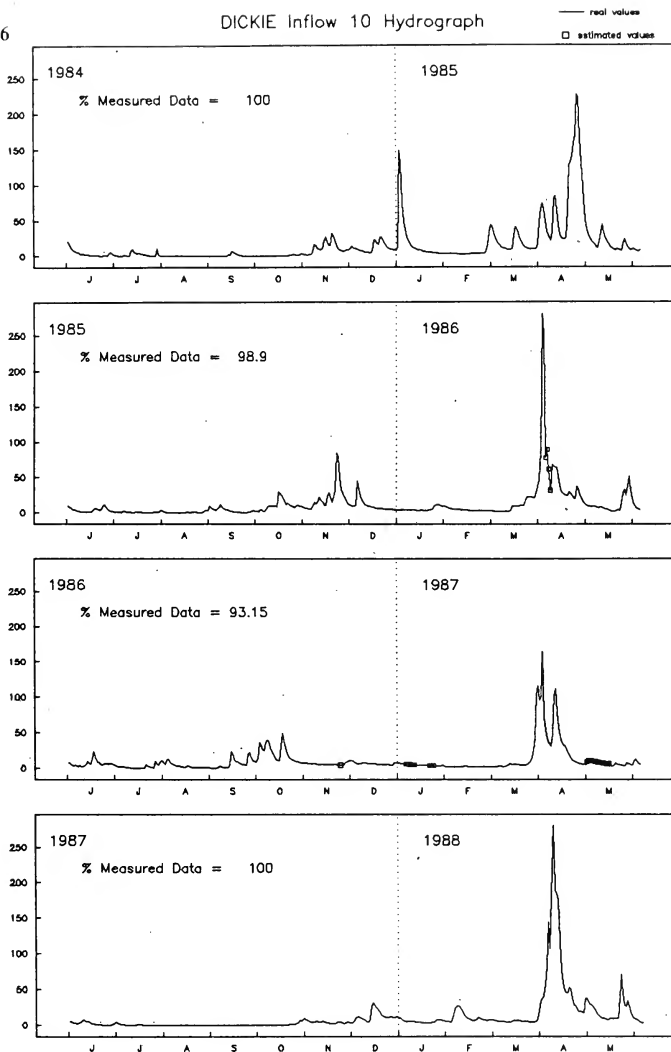 6
DICKIE Inflow 10 Hydrograph
real values
estimated values
1984 1985
% Measured Data = 100
250
200
150
100
50
0
J J A S O N D J F M A M
1985 1986
% Measured Data = 98.9
250
200
150
100
50
0
J J A S O N D J F M A M
1986 1987
% Measured Data = 93.15
250
200
150
100
50
0
J J A S O N D J F M A M
1987 1988
% Measured Data = 100
250
200
150
100
50
0
J J A S O N D J F M A M